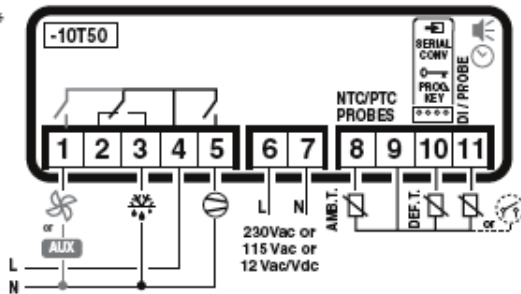 -10T50
SERIAL
CONV
PROG.
KEY
DI / PROBE
NTC/PTC
PROBES
1 2 3 4 5 6 7 8 9 10 11
or
AUX
L
N
L N
230Vac or
115 Vac or
12 Vac/Vdc
AMB.T.
DEF.T.
or